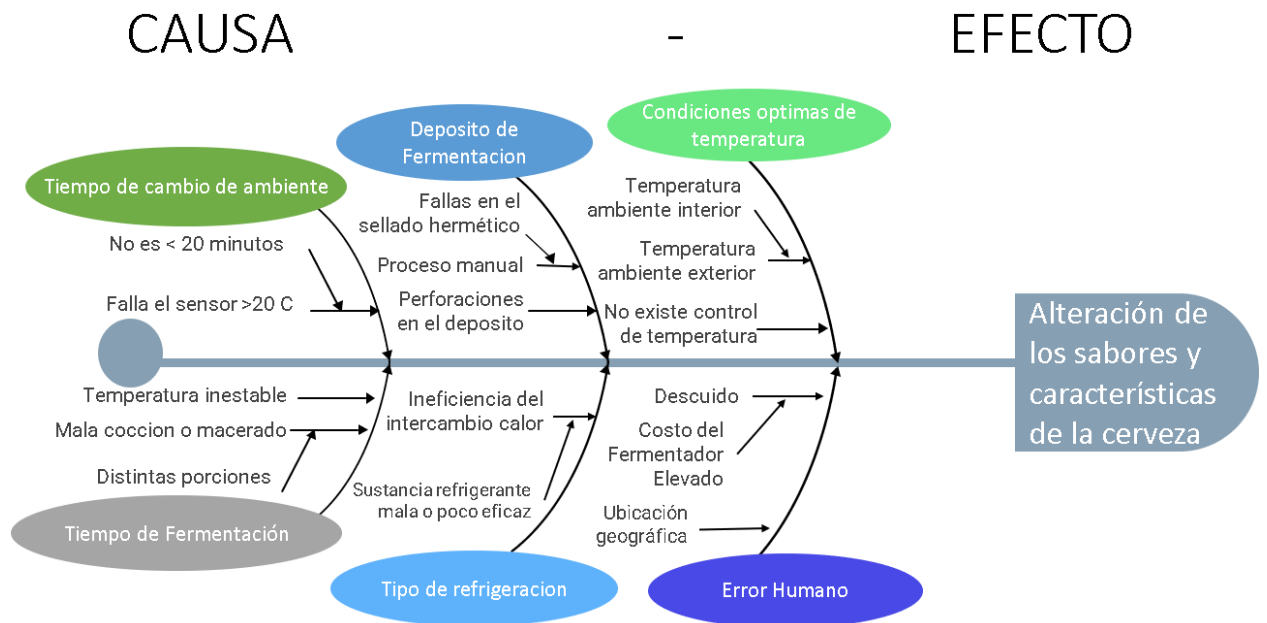 CAUSA - EFECTO
Tiempo de cambio de ambiente
No es < 20 minutos
Falla el sensor >20 C
Deposito de
Fermentacion
Fallas en el
sellado hermético
Proceso manual
Perforaciones
en el deposito
Condiciones optimas de
temperatura
Temperatura
ambiente interior
Temperatura
ambiente exterior
No existe control
de temperatura
Alteración de
los sabores y
características
de la cerveza
Temperatura inestable
Mala coccion o macerado
Distintas porciones
Tiempo de Fermentación
Ineficiencia del
intercambio calor
Sustancia refrigerante
mala o poco eficaz
Tipo de refrigeracion
Descuido
Costo del
Fermentador
Elevado
Ubicación
geográfica
Error Humano